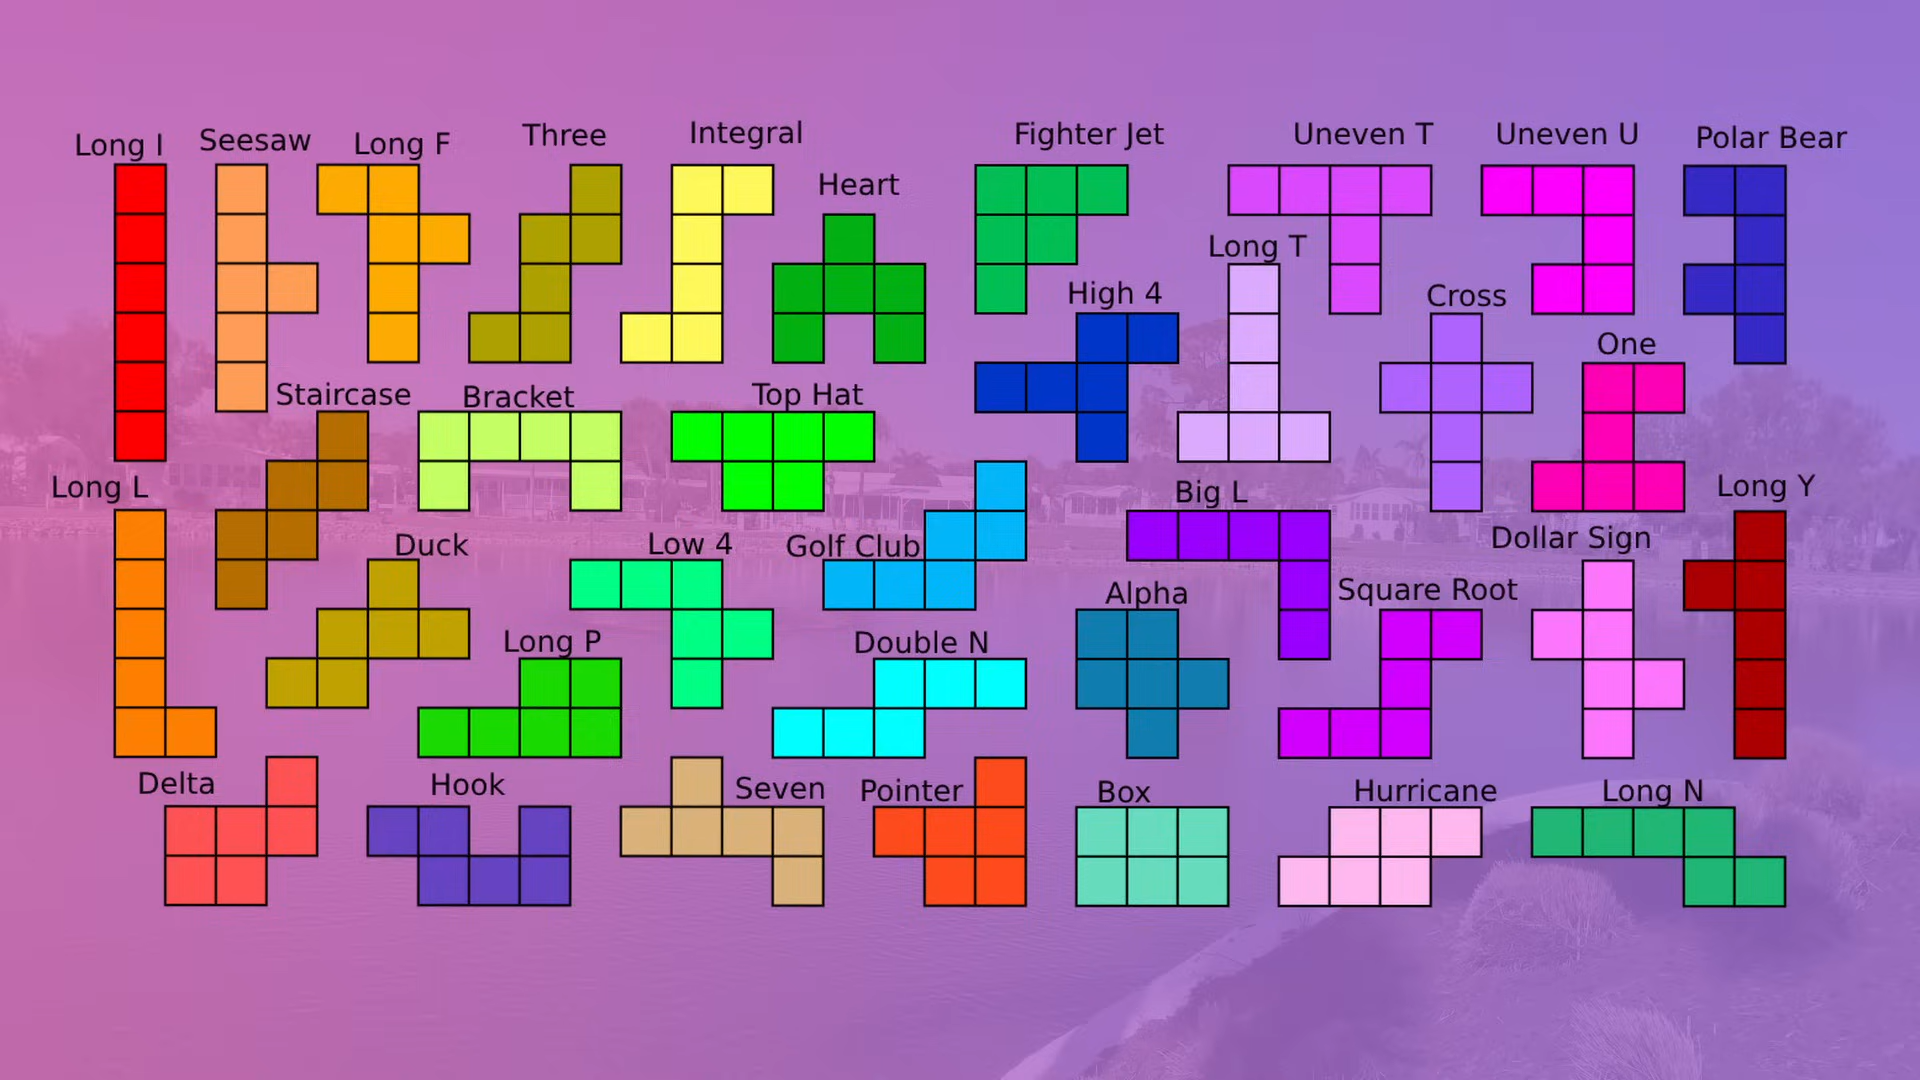 Long I
Seesaw
Long F
Three
Integral
Heart
Fighter Jet
Uneven T
Uneven U
Polar Bear
Long T
High 4
Cross
One
Staircase
Bracket
Top Hat
Long L
Big L
Long Y
Duck
Low 4
Golf Club
Dollar Sign
Alpha
Square Root
Long P
Double N
Delta
Hook
Seven
Pointer
Box
Hurricane
Long N